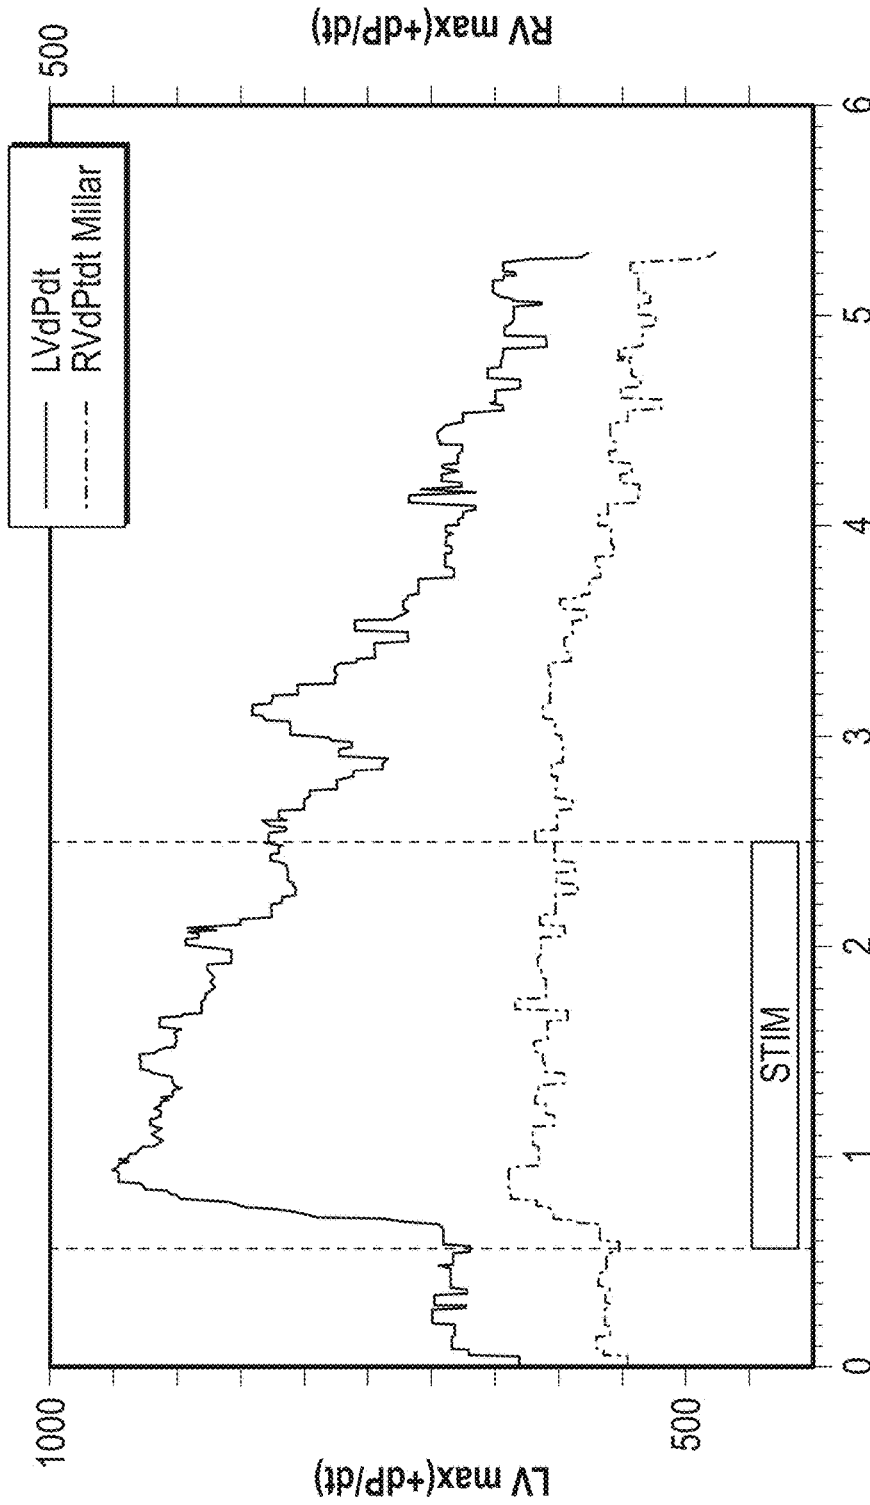 LVdPdt
RVdPtdt Millar
1000
500
LV max(+dP/dt)
500
RV max(+dP/dt)
STIM
0 1 2 3 4 5 6